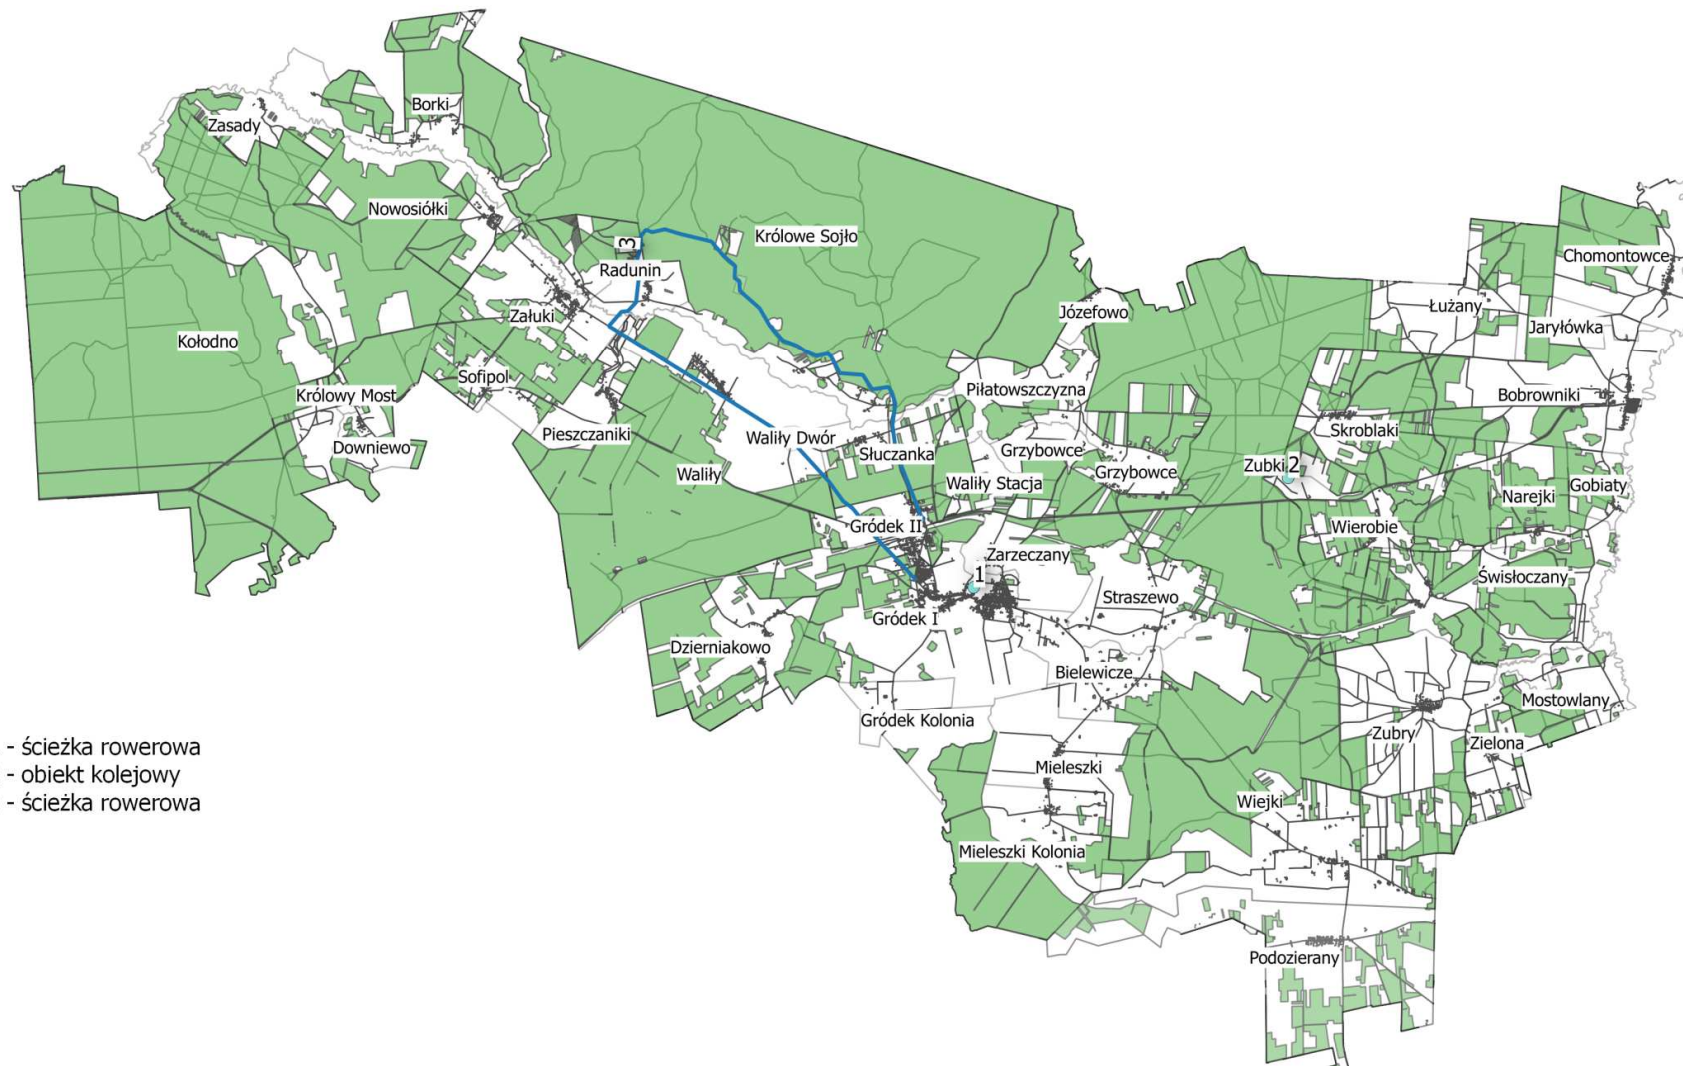 Borki
Zasady
Nowosiółki
Królowe Sojło
3
Radunin
Chomontowce
Łużany
Jaryłówka
Józefowo
Załuki
Kołodno
Sofipol
Królowy Most
Piłatowszczyzna
Bobrowniki
Pieszczaniki
Downiewo
Waliły Dwór
Słuczanka
Grzybowce
Skroblaki
Waliły
Waliły Stacja
Grzybowce
Zubki 2
Narejki
Gobiaty
Gródek II
Wierobie
Zarzeczany
1
Świsłoczany
Straszewo
Gródek I
Dzierniakowo
Bielewicze
Mostowlany
Gródek Kolonia
Zubry
Zielona
- ścieżka rowerowa
- obiekt kolejowy
- ścieżka rowerowa
Mieleszki
Wiejki
Mieleszki Kolonia
Podozierany